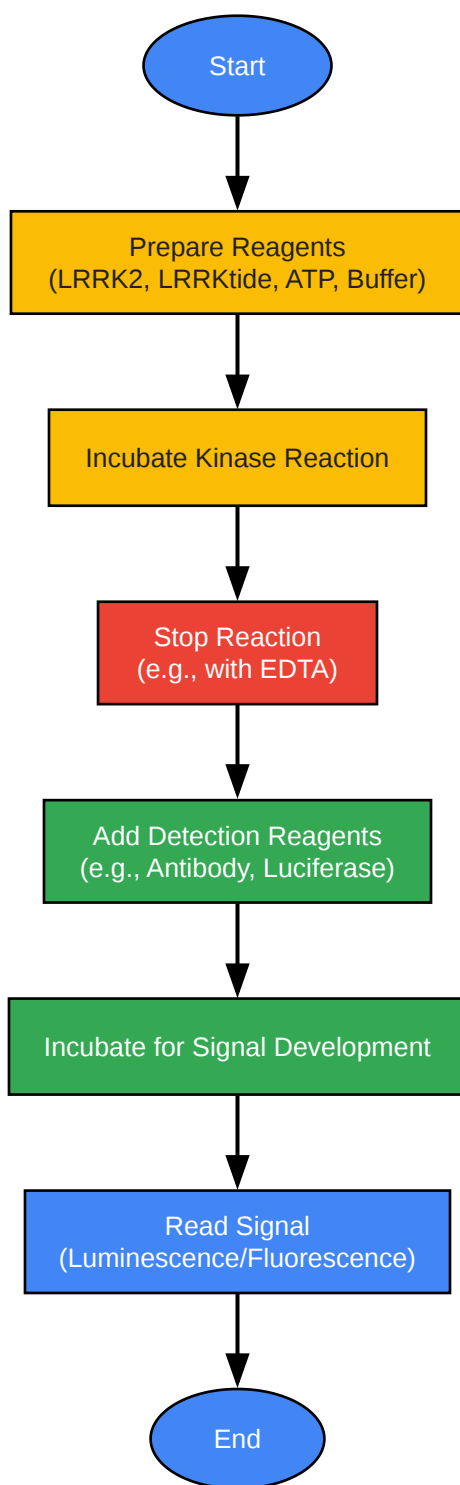 Start
Prepare Reagents
(LRRK2, LRRKtide, ATP, Buffer)
Incubate Kinase Reaction
Stop Reaction
(e.g., with EDTA)
Add Detection Reagents
(e.g., Antibody, Luciferase)
Incubate for Signal Development
Read Signal
(Luminescence/Fluorescence)
End